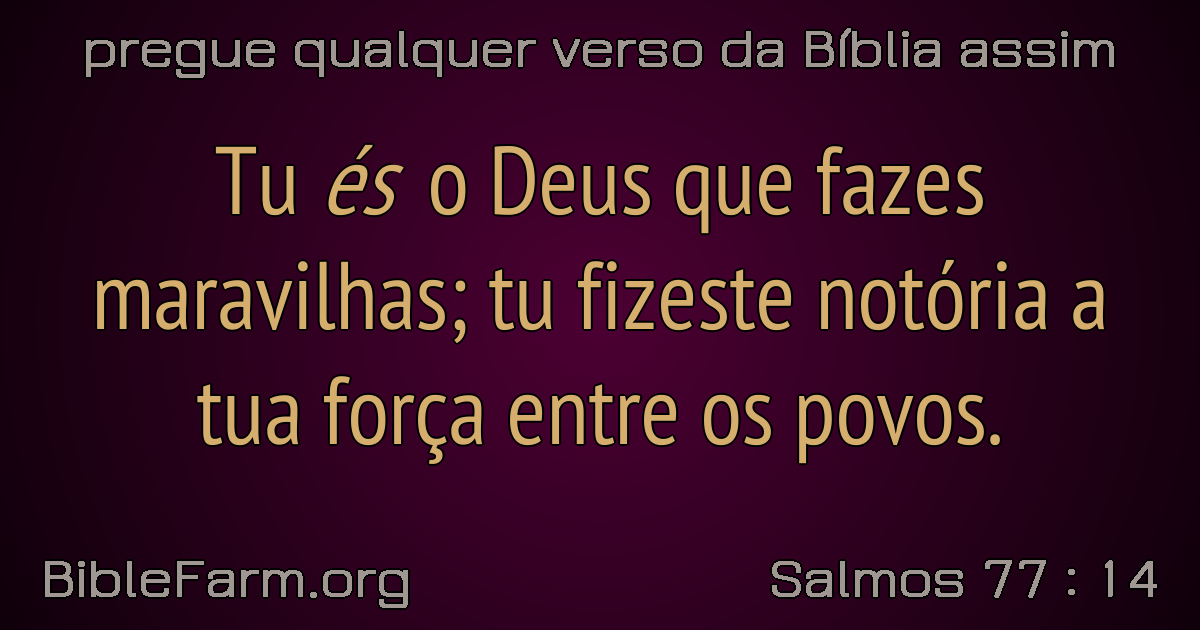 pregue qualquer verso da Bíblia assim
Tu és o Deus que fazes
maravilhas; tu fizeste notória a
tua força entre os povos.
BibleFarm.org
Salmos 77 : 14